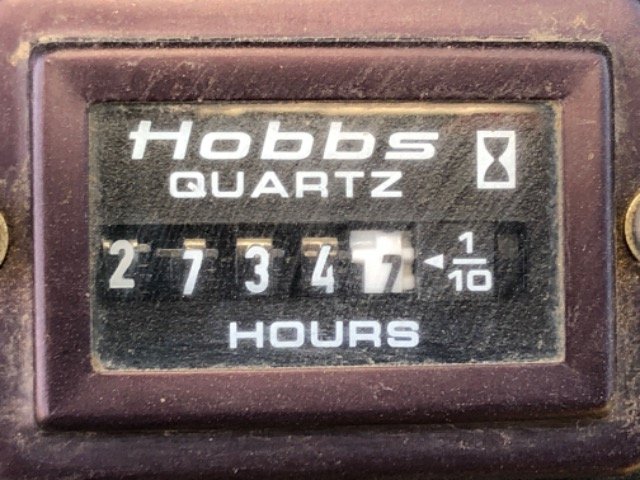 Hobbs
QUARTZ
2 7 3 4 7 ◄ 1/10
HOURS